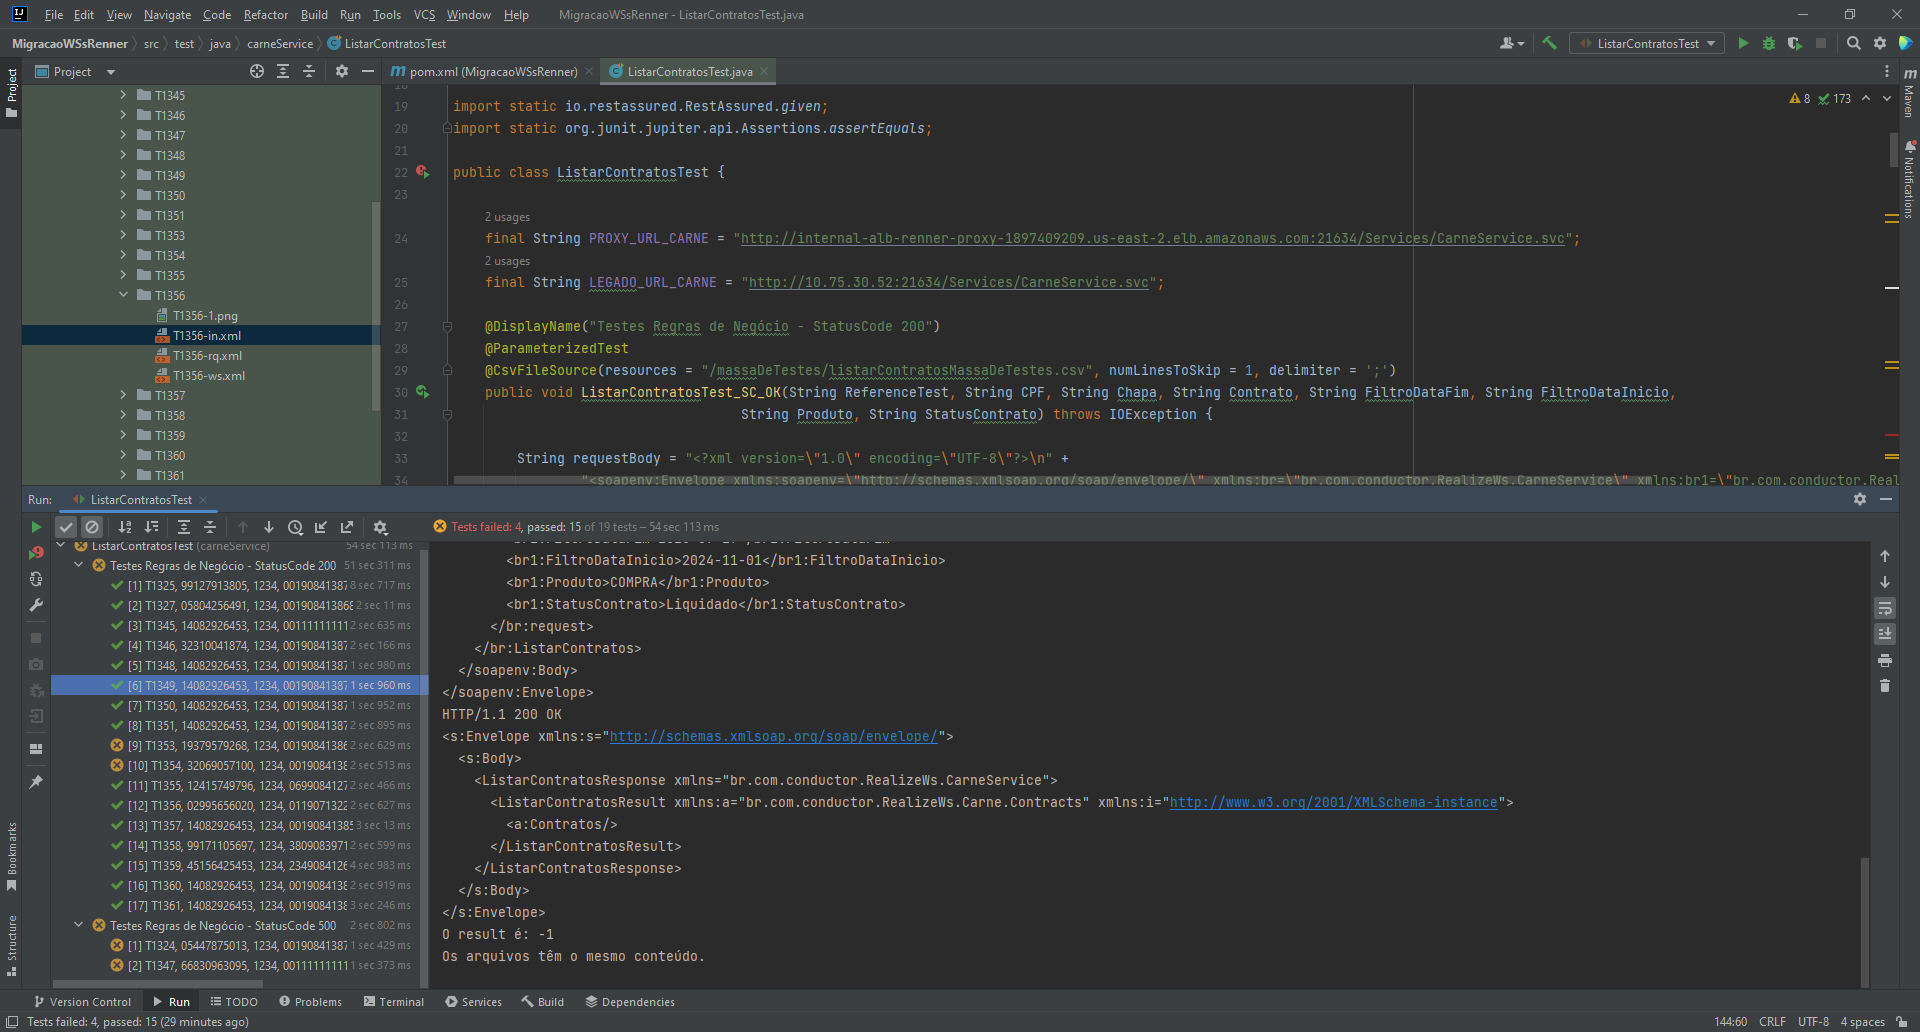 File Edit View Navigate Code Refactor Build Run Tools VCS Window Help MigracaoWSsRenner - ListarContratosTest.java
MigracaoWSsRenner src test java carneService ListarContratosTest
ListarContratosTest
Project
pom.xml (MigracaoWSsRenner)
ListarContratosTest.java
Project
Maven
Notifications
T1345
T1346
T1347
T1348
T1349
T1350
T1351
T1353
T1354
T1355
T1356
T1356-1.png
T1356-in.xml
T1356-rq.xml
T1356-ws.xml
T1357
T1358
T1359
T1360
T1361
8 173
18
19 import static io.restassured.RestAssured.given;
20 import static org.junit.jupiter.api.Assertions.assertEquals;
21
22 public class ListarContratosTest {
23
2 usages
24 final String PROXY_URL_CARNE = "http://internal-alb-renner-proxy-1897409209.us-east-2.elb.amazonaws.com:21634/Services/CarneService.svc";
2 usages
25 final String LEGADO_URL_CARNE = "http://10.75.30.52:21634/Services/CarneService.svc";
26
27 @DisplayName("Testes Regras de Negócio - StatusCode 200")
28 @ParameterizedTest
29 @CsvFileSource(resources = "/massaDeTestes/listarContratosMassaDeTestes.csv", numLinesToSkip = 1, delimiter = ';')
30 public void ListarContratosTest_SC_OK(String ReferenceTest, String CPF, String Chapa, String Contrato, String FiltroDataFim, String FiltroDataInicio,
31 String Produto, String StatusContrato) throws IOException {
32
33 String requestBody = "<?xml version=\"1.0\" encoding=\"UTF-8\"?>\n" +
34 "<soapenv:Envelope xmlns:soapenv=\"http://schemas.xmlsoap.org/soap/envelope/\" xmlns:br=\"br.com.conductor.RealizeWs.CarneService\" xmlns:br1=\"br.com.conductor.Real
Run: ListarContratosTest
Tests failed: 4, passed: 15 of 19 tests – 54 sec 113 ms
ListarContratosTest (carneService) 54 sec 113 ms
Testes Regras de Negócio - StatusCode 200 51 sec 311 ms
[1] T1325, 99127913805, 1234, 00190841387 8 sec 717 ms
[2] T1327, 05804256491, 1234, 001908413868 2 sec 11 ms
[3] T1345, 14082926453, 1234, 00111111111 2 sec 635 ms
[4] T1346, 32310041874, 1234, 00190841387 2 sec 166 ms
[5] T1348, 14082926453, 1234, 00190841387 1 sec 980 ms
[6] T1349, 14082926453, 1234, 00190841387 1 sec 960 ms
[7] T1350, 14082926453, 1234, 00190841387 1 sec 952 ms
[8] T1351, 14082926453, 1234, 00190841387 2 sec 895 ms
[9] T1353, 19379579268, 1234, 00190841386 2 sec 629 ms
[10] T1354, 32069057100, 1234, 0019084138 2 sec 513 ms
[11] T1355, 12415749796, 1234, 0699084127 2 sec 466 ms
[12] T1356, 02995656020, 1234, 0119071322 2 sec 627 ms
[13] T1357, 14082926453, 1234, 00190841385 3 sec 13 ms
[14] T1358, 99171105697, 1234, 3809083971 2 sec 599 ms
[15] T1359, 45156425453, 1234, 2349084126 4 sec 983 ms
[16] T1360, 14082926453, 1234, 0019084138 2 sec 919 ms
[17] T1361, 14082926453, 1234, 0019084138 3 sec 246 ms
Testes Regras de Negócio - StatusCode 500 2 sec 802 ms
[1] T1324, 05447875013, 1234, 00190841387 1 sec 429 ms
[2] T1347, 66830963095, 1234, 00111111111 1 sec 373 ms
<br1:FiltroDataInicio>2024-11-01</br1:FiltroDataInicio>
<br1:Produto>COMPRA</br1:Produto>
<br1:StatusContrato>Liquidado</br1:StatusContrato>
</br:request>
</br:ListarContratos>
</soapenv:Body>
</soapenv:Envelope>
HTTP/1.1 200 OK
<s:Envelope xmlns:s="http://schemas.xmlsoap.org/soap/envelope/">
<s:Body>
<ListarContratosResponse xmlns="br.com.conductor.RealizeWs.CarneService">
<ListarContratosResult xmlns:a="br.com.conductor.RealizeWs.Carne.Contracts" xmlns:i="http://www.w3.org/2001/XMLSchema-instance">
<a:Contratos/>
</ListarContratosResult>
</ListarContratosResponse>
</s:Body>
</s:Envelope>
O result é: -1
Os arquivos têm o mesmo conteúdo.
Bookmarks
Structure
Version Control Run TODO Problems Terminal Services Build Dependencies
Tests failed: 4, passed: 15 (29 minutes ago) 144:60 CRLF UTF-8 4 spaces